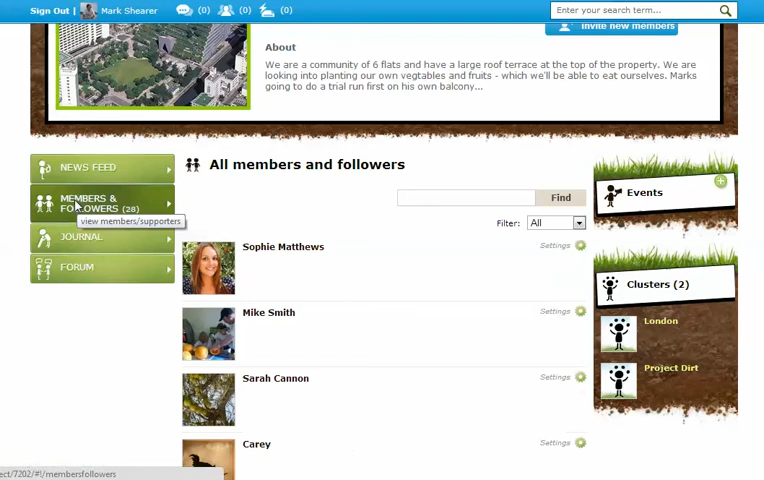 Sign Out | Mark Shearer (0) (0) (0) Enter your search term...
Invite new members
About
We are a community of 6 flats and have a large roof terrace at the top of the property. We are
looking into planting our own vegtables and fruits - which we'll be able to eat ourselves. Marks
going to do a trial run first on his own balcony...
NEWS FEED
MEMBERS &
FOLLOWERS (28)
view members/supporters
JOURNAL
FORUM
All members and followers
Find
Filter: All
Sophie Matthews Settings
Mike Smith Settings
Sarah Cannon Settings
Carey Settings
Events
Clusters (2)
London
Project Dirt
ect/7202/#!/membersfollowers